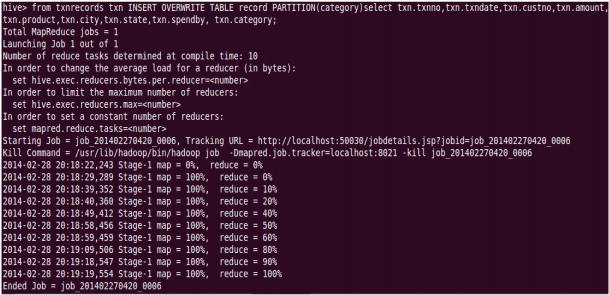 hive> from txnrecords txn INSERT OVERWRITE TABLE record PARTITION(category)select txn.txnno,txn.txndate,txn.custno,txn.amount,
txn.product,txn.city,txn.state,txn.spendby, txn.category;
Total MapReduce jobs = 1
Launching Job 1 out of 1
Number of reduce tasks determined at compile time: 10
In order to change the average load for a reducer (in bytes):
  set hive.exec.reducers.bytes.per.reducer=<number>
In order to limit the maximum number of reducers:
  set hive.exec.reducers.max=<number>
In order to set a constant number of reducers:
  set mapred.reduce.tasks=<number>
Starting Job = job_201402270420_0006, Tracking URL = http://localhost:50030/jobdetails.jsp?jobid=job_201402270420_0006
Kill Command = /usr/lib/hadoop/bin/hadoop job  -Dmapred.job.tracker=localhost:8021 -kill job_201402270420_0006
2014-02-28 20:18:22,243 Stage-1 map = 0%,  reduce = 0%
2014-02-28 20:18:29,289 Stage-1 map = 100%,  reduce = 0%
2014-02-28 20:18:39,352 Stage-1 map = 100%,  reduce = 10%
2014-02-28 20:18:40,360 Stage-1 map = 100%,  reduce = 20%
2014-02-28 20:18:49,412 Stage-1 map = 100%,  reduce = 40%
2014-02-28 20:18:58,456 Stage-1 map = 100%,  reduce = 50%
2014-02-28 20:18:59,459 Stage-1 map = 100%,  reduce = 60%
2014-02-28 20:19:09,506 Stage-1 map = 100%,  reduce = 80%
2014-02-28 20:19:18,547 Stage-1 map = 100%,  reduce = 90%
2014-02-28 20:19:19,554 Stage-1 map = 100%,  reduce = 100%
Ended Job = job_201402270420_0006